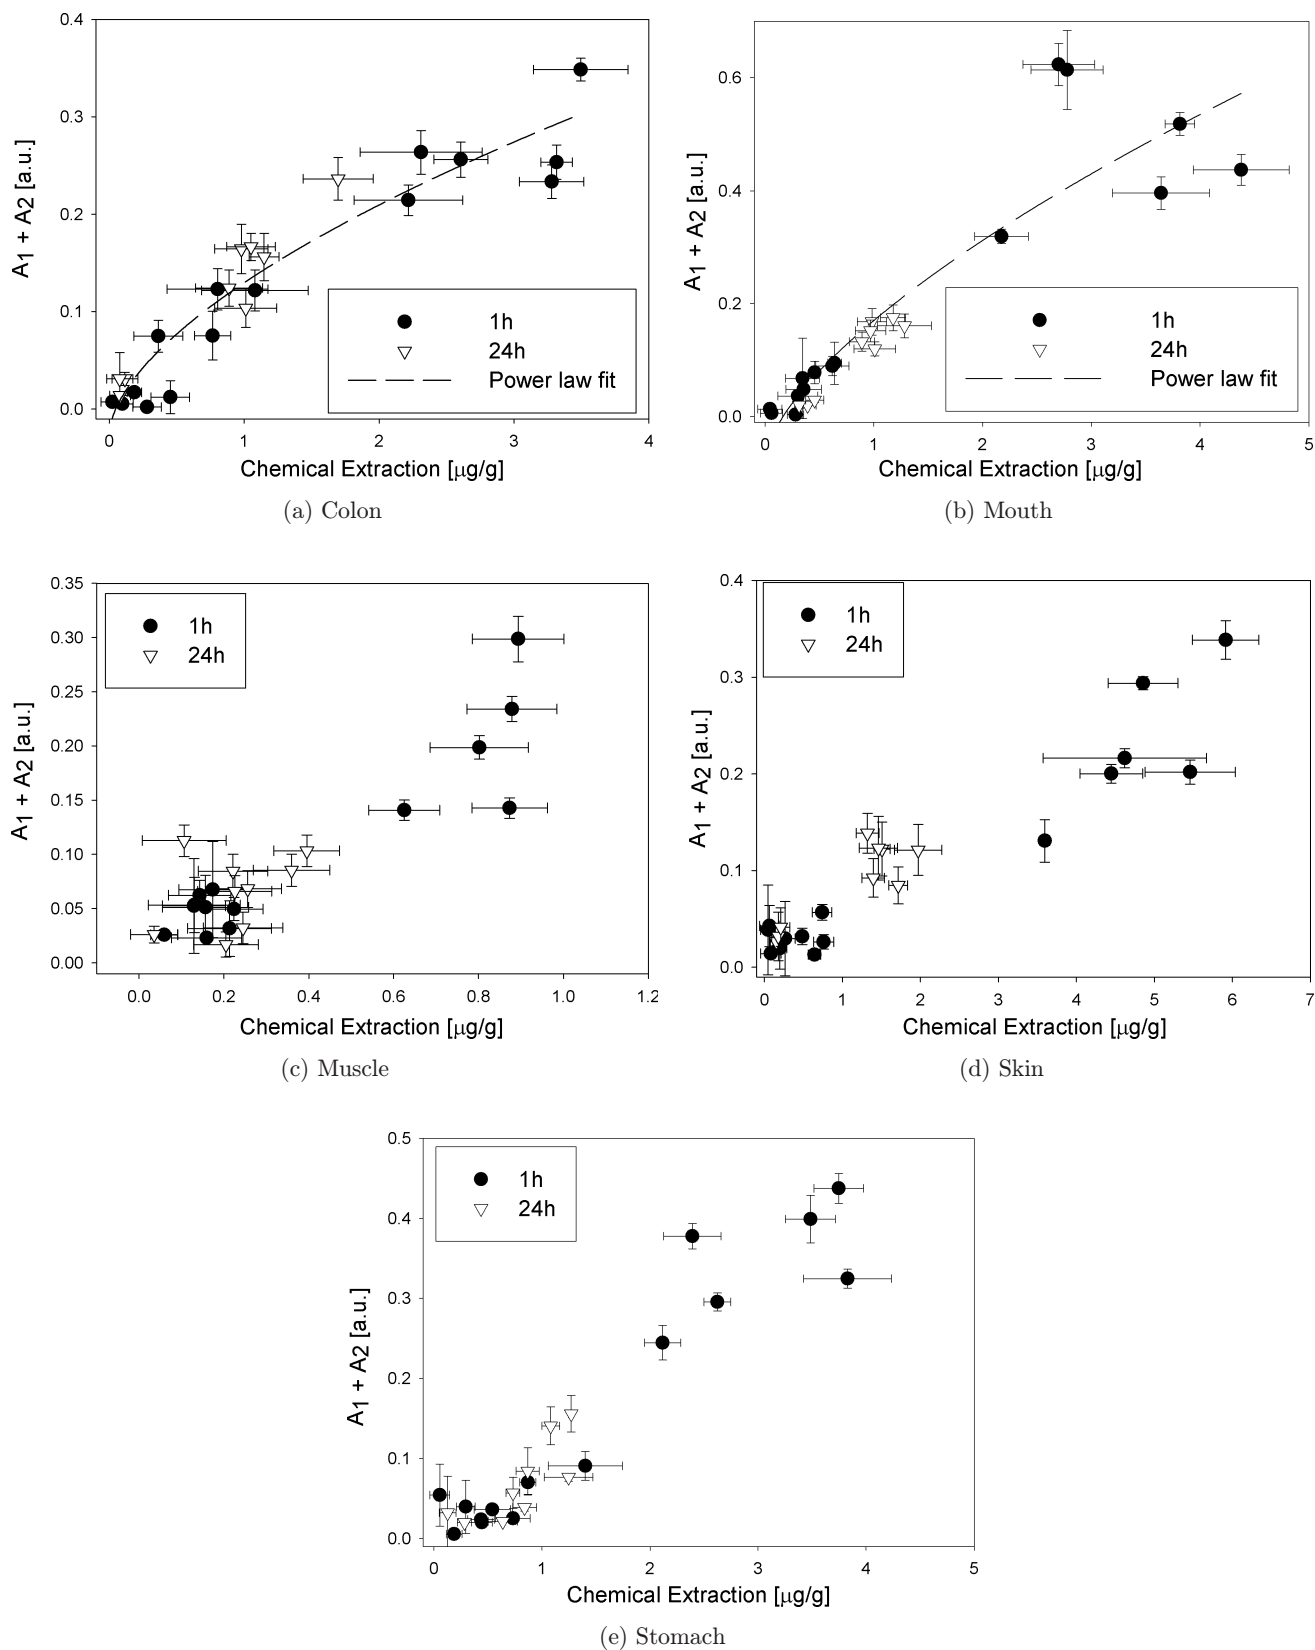 0.4
0.3
0.2
0.1
0.0
A1 + A2 [a.u.]
1h
24h
Power law fit
0 1 2 3 4
Chemical Extraction [μg/g]
(a) Colon
0.6
0.4
0.2
0.0
A1 + A2 [a.u.]
1h
24h
Power law fit
0 1 2 3 4 5
Chemical Extraction [μg/g]
(b) Mouth
0.35
0.30
0.25
0.20
0.15
0.10
0.05
0.00
A1 + A2 [a.u.]
1h
24h
0.0 0.2 0.4 0.6 0.8 1.0 1.2
Chemical Extraction [μg/g]
(c) Muscle
0.4
0.3
0.2
0.1
0.0
A1 + A2 [a.u.]
1h
24h
0 1 2 3 4 5 6 7
Chemical Extraction [μg/g]
(d) Skin
0.5
0.4
0.3
0.2
0.1
0.0
A1 + A2 [a.u.]
1h
24h
0 1 2 3 4 5
Chemical Extraction [μg/g]
(e) Stomach